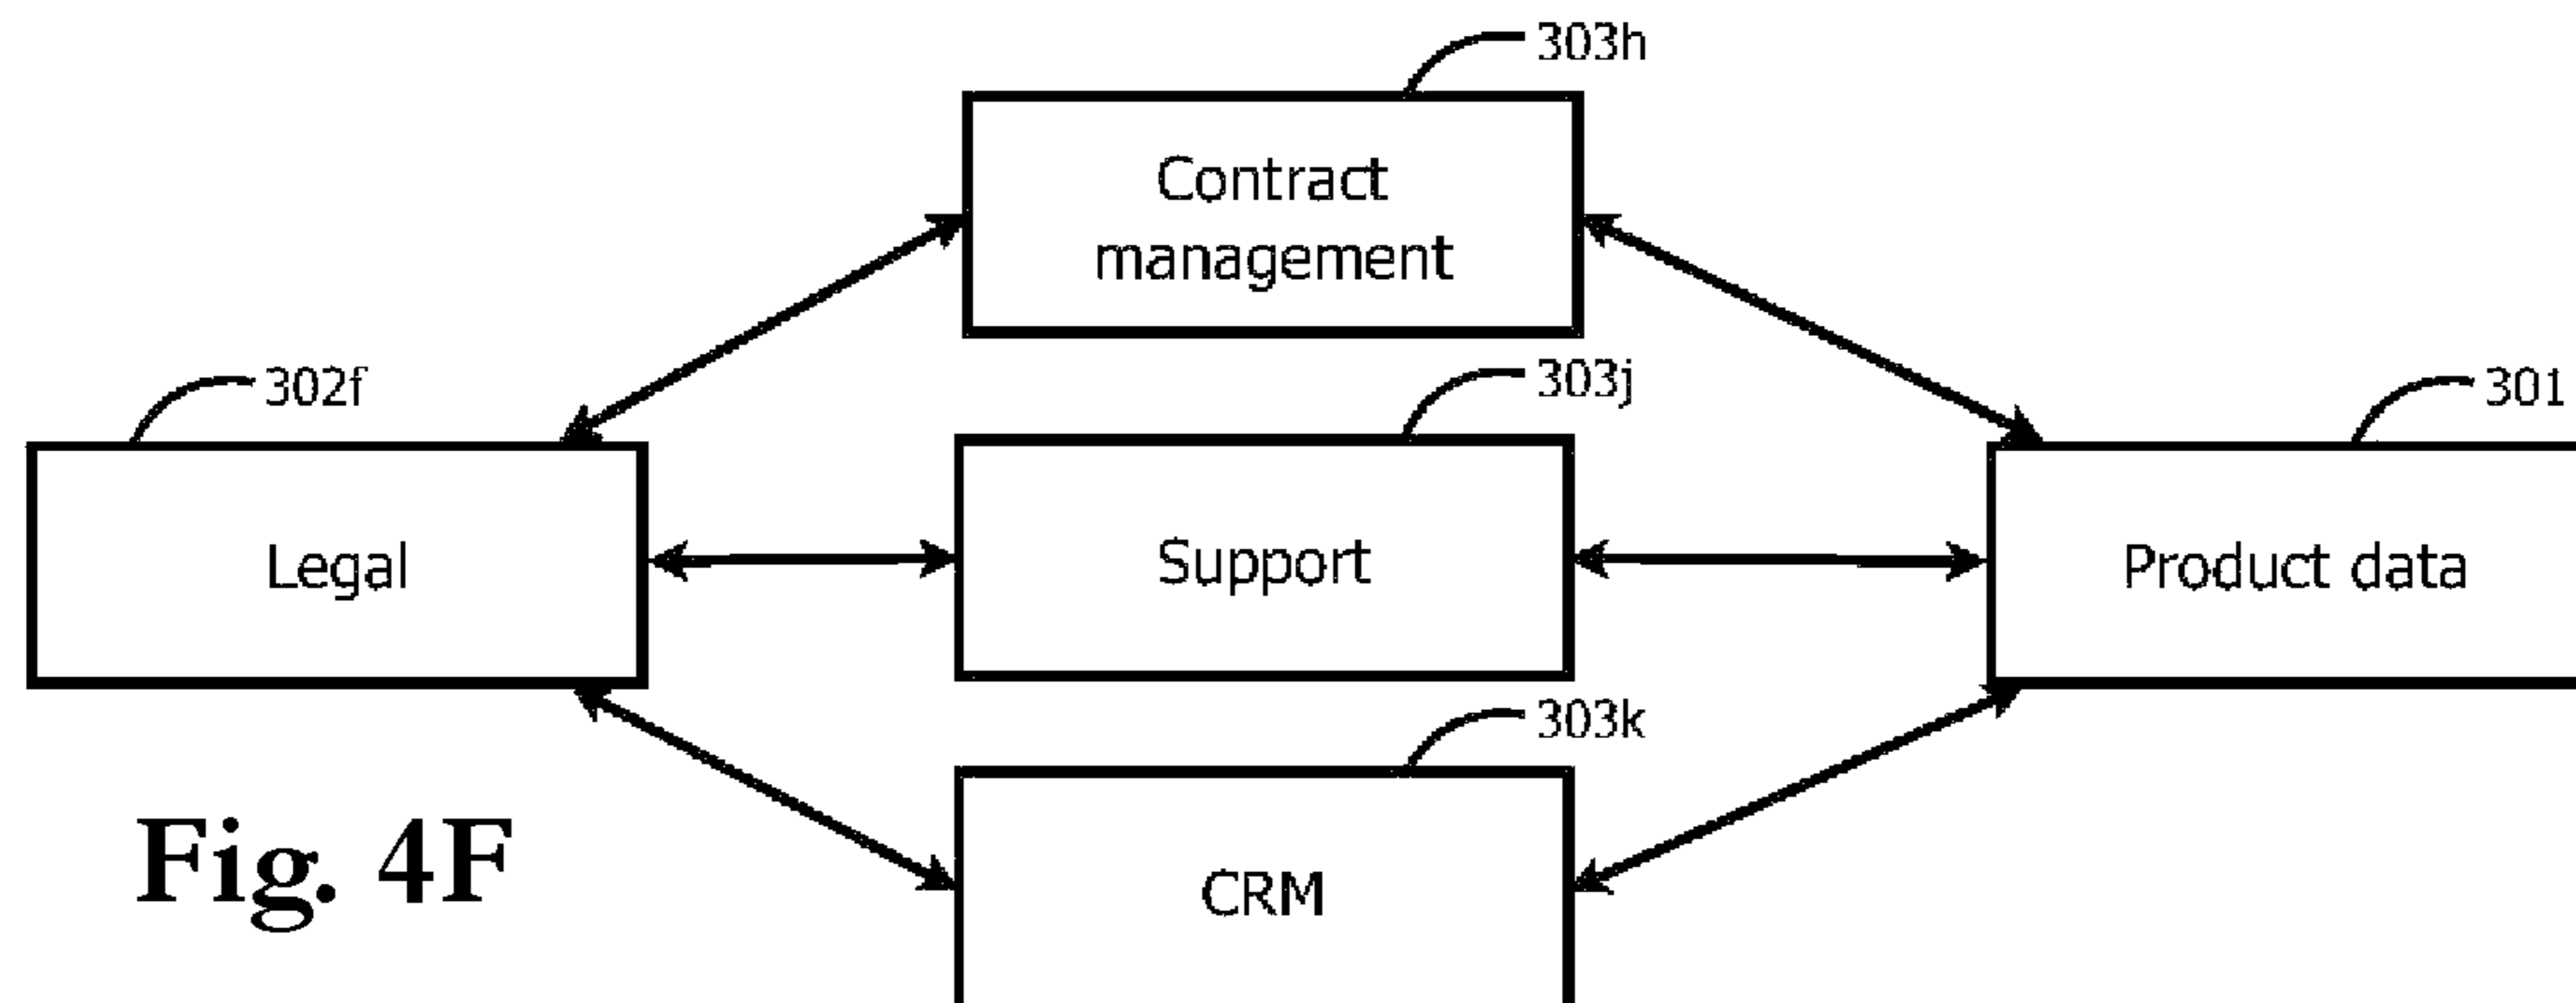 303h
Contract
management
302f
303j
301
Legal
Support
Product data
303k
CRM
Fig. 4F